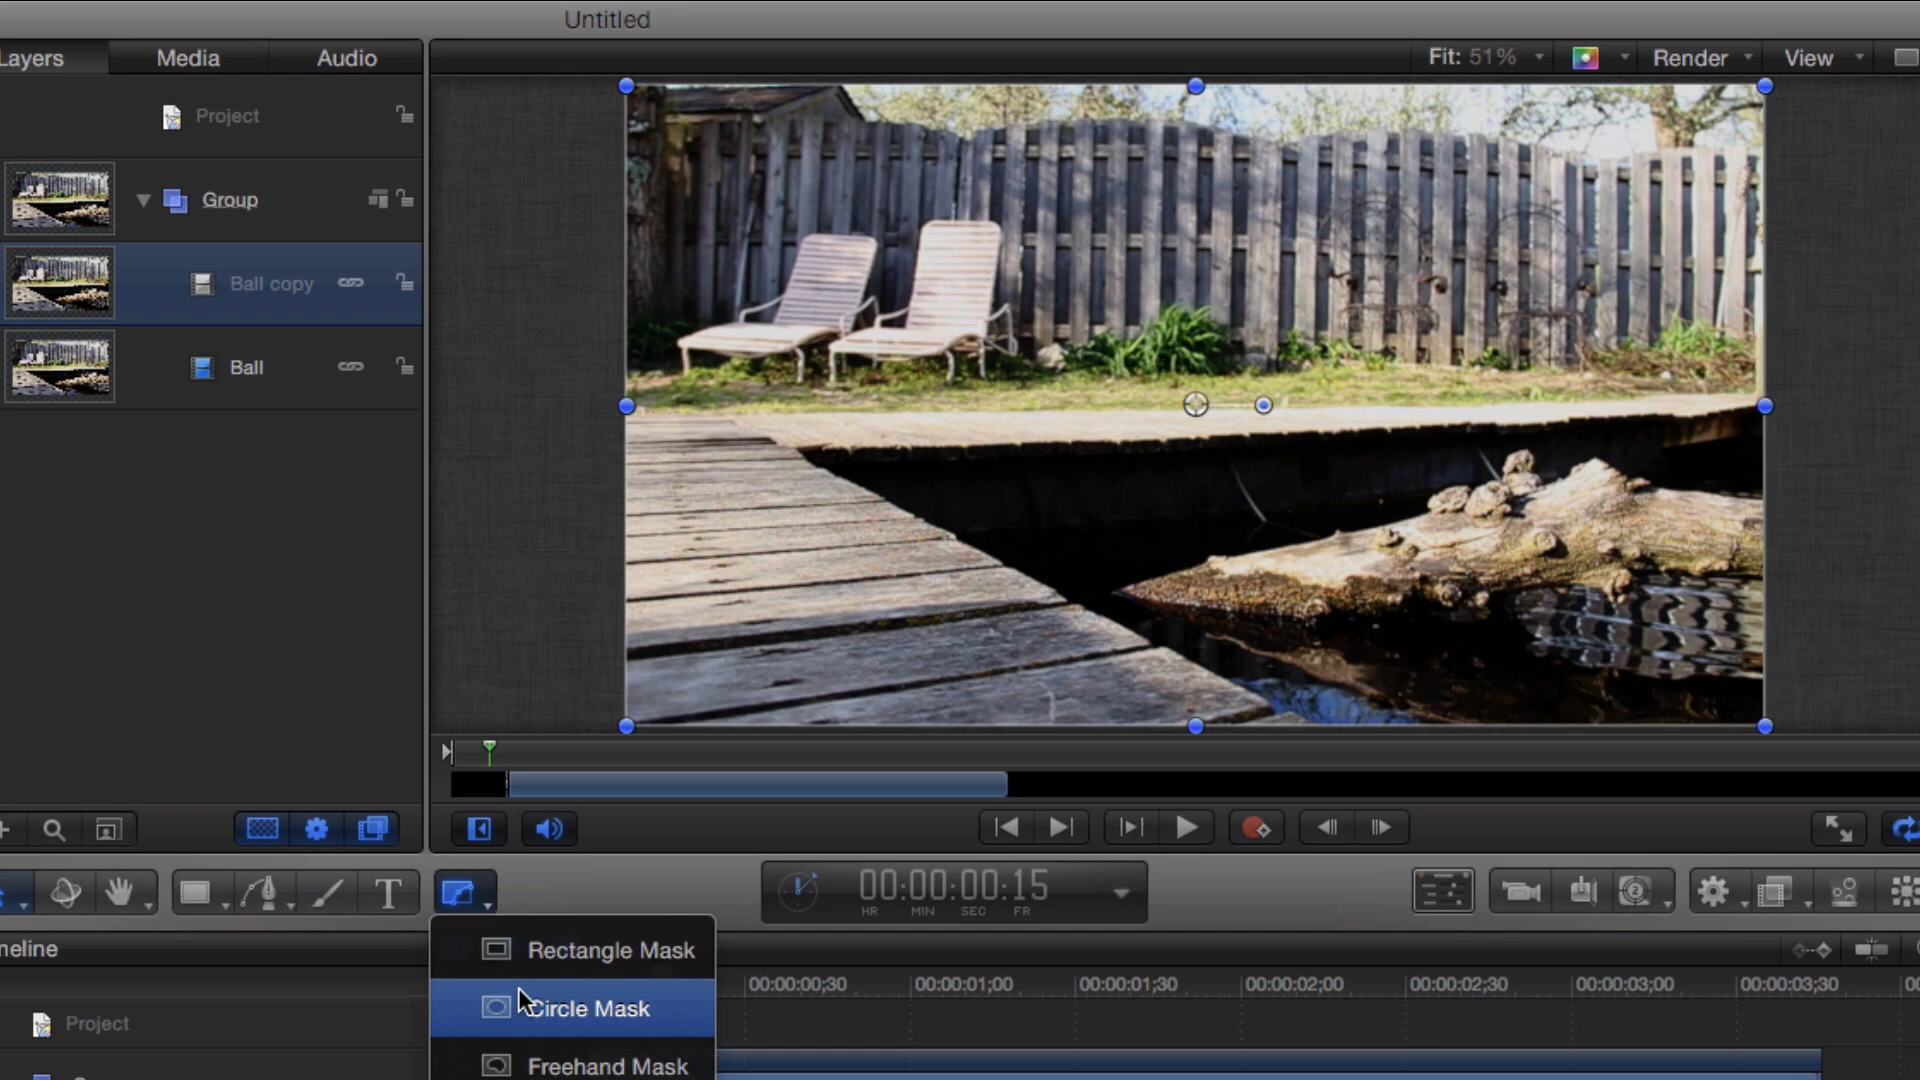 Untitled
Layers Media Audio
Fit: 51% Render View
Project
Group
Ball copy
Ball
T
00:00:00:15
HR MIN SEC FR
Rectangle Mask
Circle Mask
Freehand Mask
meline
00:00:00;30 00:00:01;00 00:00:01;30 00:00:02;00 00:00:02;30 00:00:03;00 00:00:03;30
Project